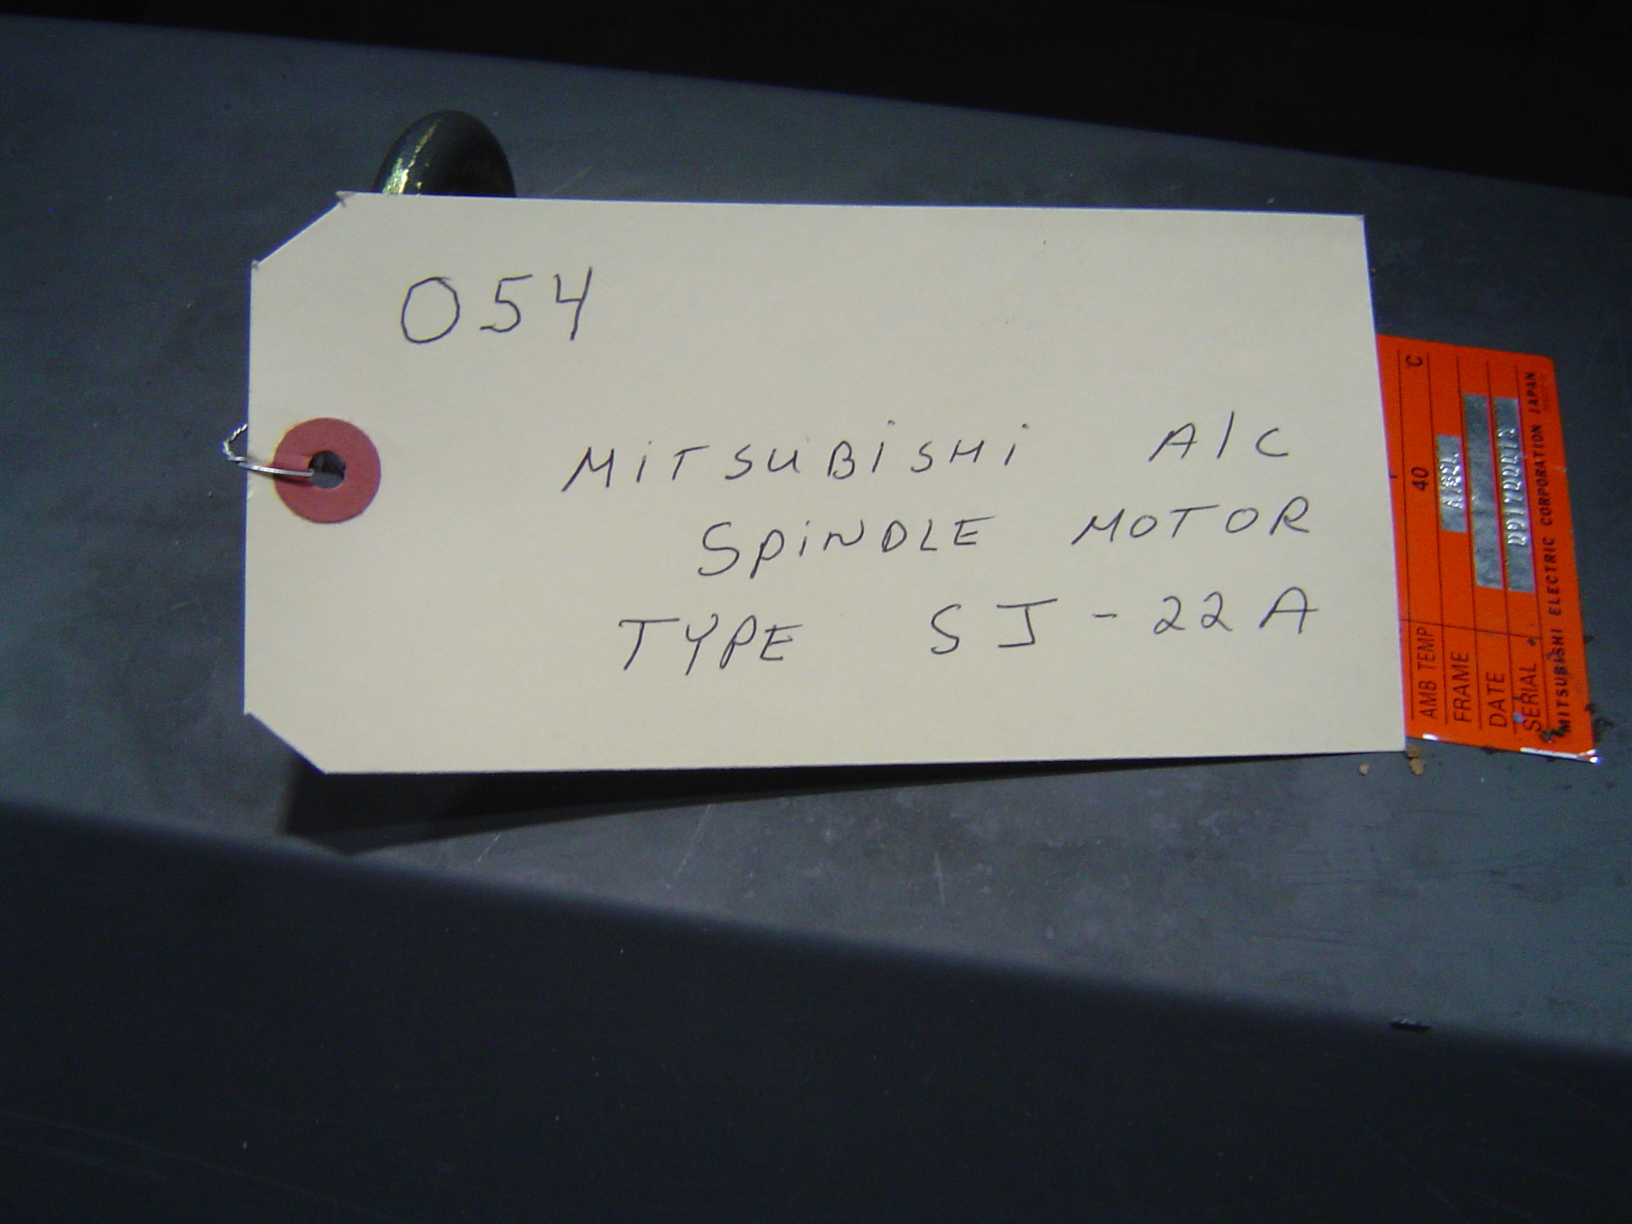 054
MiTSUBiSHi A/C
SPiNDLE MOTOR
TYPE SJ-22A
AMB TEMP 40 °C
FRAME
DATE
SERIAL
MITSUBISHI ELECTRIC CORPORATION JAPAN